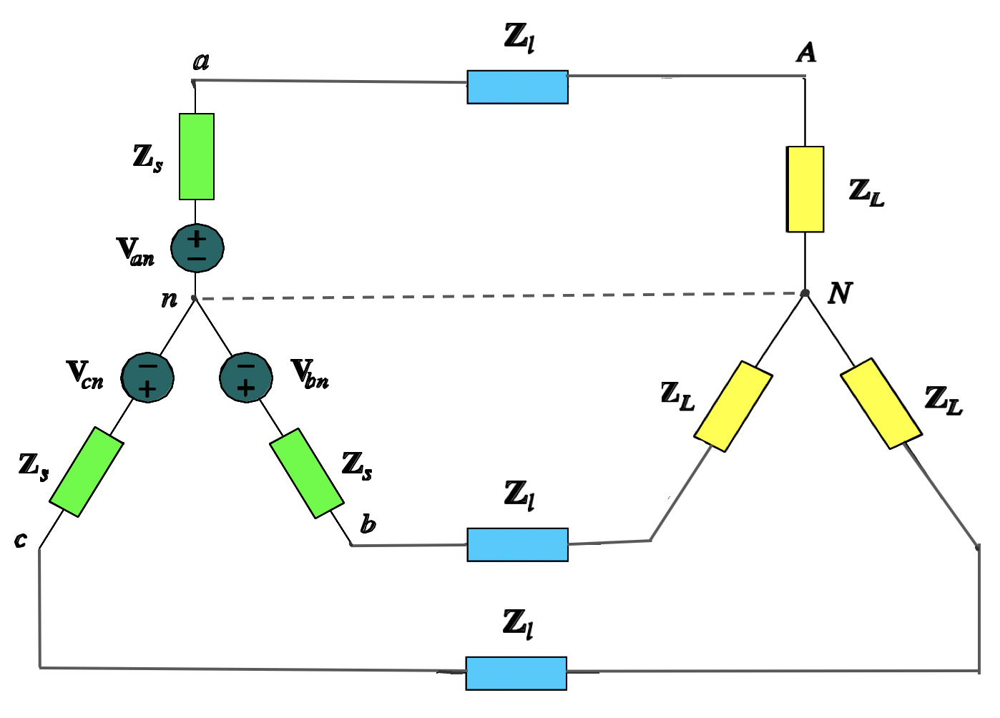 Z_l
A
a
Z_s
Z_L
+
V_an
−
n
N
V_cn
−
+
−
+
V_bn
Z_L
Z_L
Z_s
Z_s
Z_l
b
c
Z_l